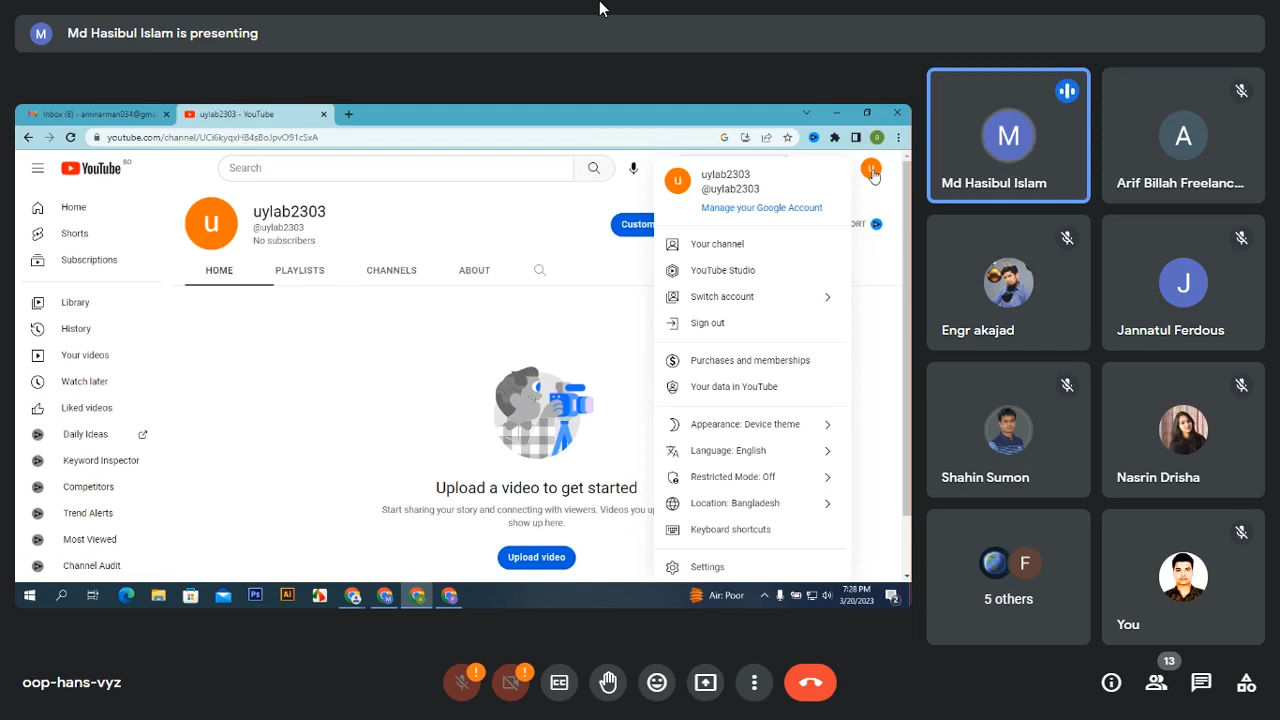 M
Md Hasibul Islam is presenting
Inbox (8) - aminarman034@gma
uylab2303 - YouTube
youtube.com/channel/UCi6kyqxHB4sBoJpvO91cSxA
YouTube
BD
Search
u
Home
Shorts
Subscriptions
Library
History
Your videos
Watch later
Liked videos
Daily Ideas
Keyword Inspector
Competitors
Trend Alerts
Most Viewed
Channel Audit
u
uylab2303
@uylab2303
No subscribers
Custom
ORT
HOME
PLAYLISTS
CHANNELS
ABOUT
Upload a video to get started
Start sharing your story and connecting with viewers. Videos you up
show up here.
Upload video
u
uylab2303
@uylab2303
Manage your Google Account
Your channel
YouTube Studio
Switch account
Sign out
Purchases and memberships
Your data in YouTube
Appearance: Device theme
Language: English
Restricted Mode: Off
Location: Bangladesh
Keyboard shortcuts
Settings
Ps
Ai
Air: Poor
7:28 PM
3/20/2023
2
M
Md Hasibul Islam
A
Arif Billah Freelanc...
Engr akajad
J
Jannatul Ferdous
Shahin Sumon
Nasrin Drisha
F
5 others
You
oop-hans-vyz
13